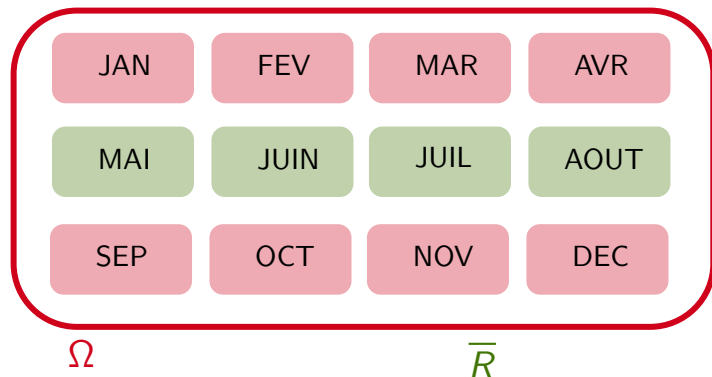 JAN FEV MAR AVR
MAI JUIN JUIL AOUT
SEP OCT NOV DEC
Ω R̅